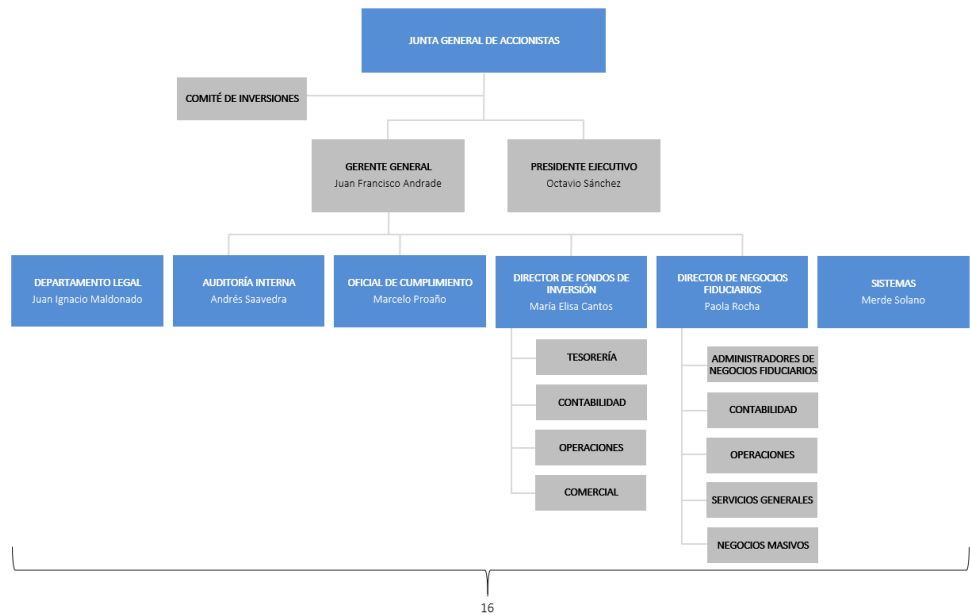 JUNTA GENERAL DE ACCIONISTAS
COMITÉ DE INVERSIONES
GERENTE GENERAL
Juan Francisco Andrade
PRESIDENTE EJECUTIVO
Octavio Sánchez
DEPARTAMENTO LEGAL
Juan Ignacio Maldonado
AUDITORÍA INTERNA
Andrés Saavedra
OFICIAL DE CUMPLIMIENTO
Marcelo Proaño
DIRECTOR DE FONDOS DE
INVERSIÓN
María Elisa Cantos
DIRECTOR DE NEGOCIOS
FIDUCIARIOS
Paola Rocha
SISTEMAS
Merde Solano
TESORERÍA
CONTABILIDAD
OPERACIONES
COMERCIAL
ADMINISTRADORES DE
NEGOCIOS FIDUCIARIOS
CONTABILIDAD
OPERACIONES
SERVICIOS GENERALES
NEGOCIOS MASIVOS
16